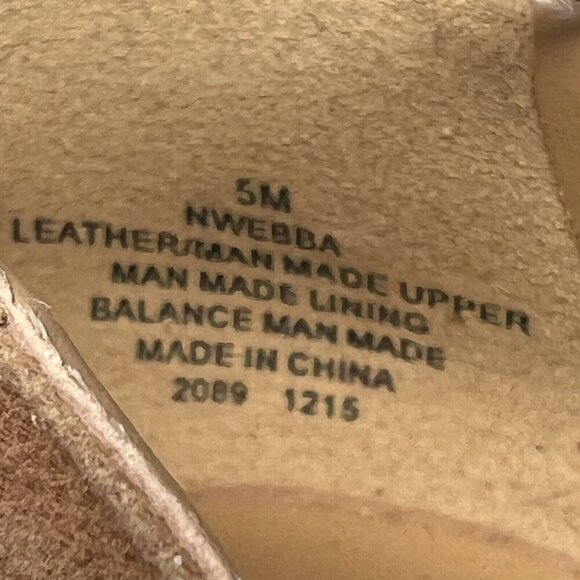 5M
NWEBBA
LEATHER/MAN MADE UPPER
MAN MADE LINING
BALANCE MAN MADE
MADE IN CHINA
2089 1215